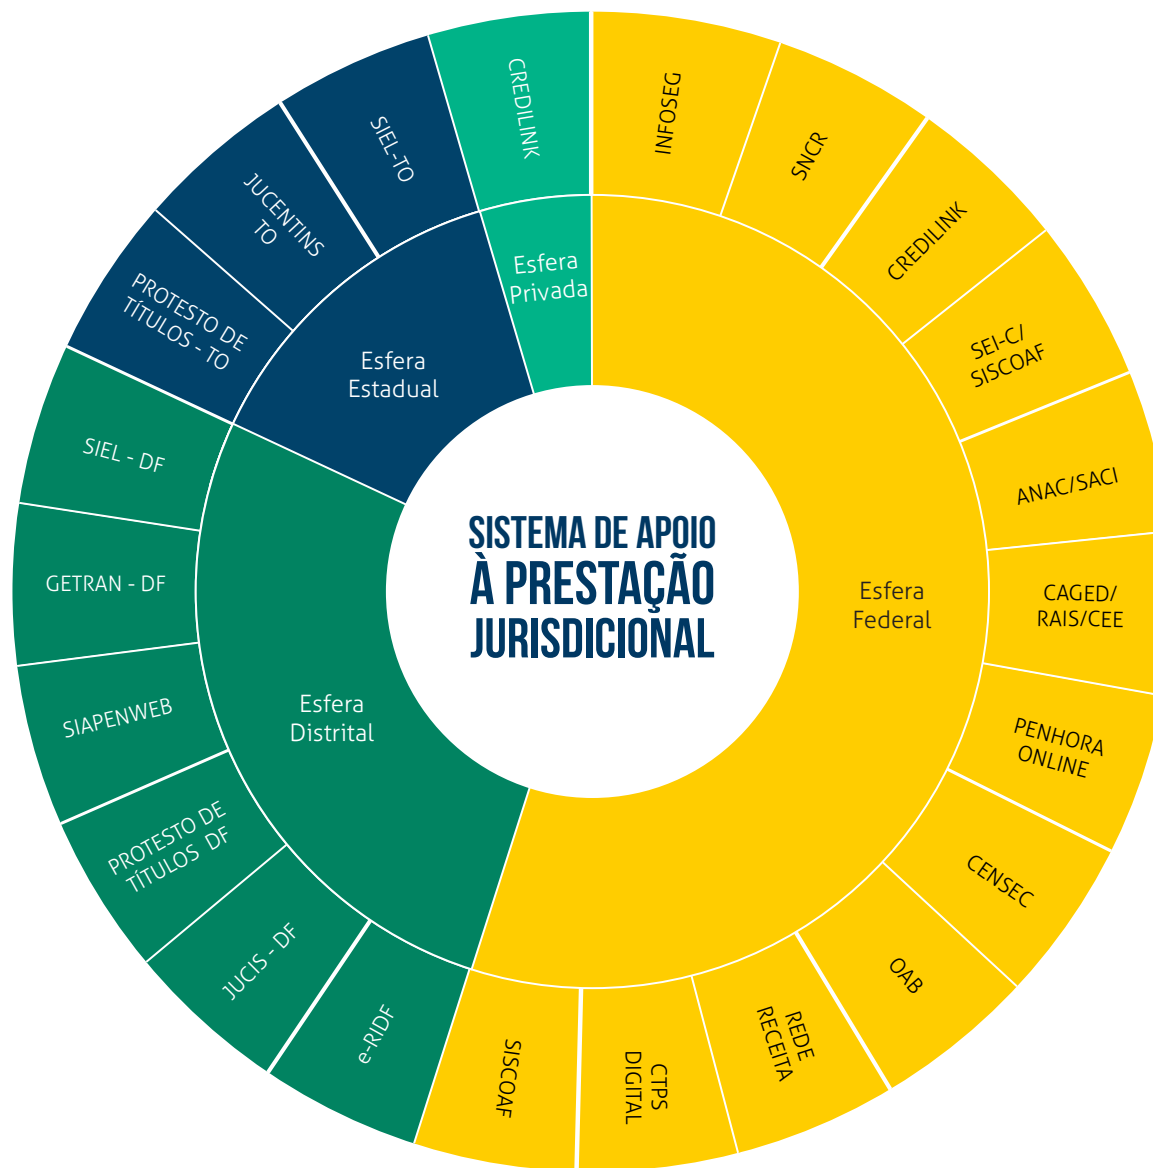 SISTEMA DE APOIO
À PRESTAÇÃO
JURISDICIONAL
Esfera
Federal
INFOSEG
SNCR
CREDILINK
SEI-C/
SISCOAF
ANAC/SACI
CAGED/
RAIS/CEE
PENHORA
ONLINE
CENSEC
OAB
REDE
RECEITA
CTPS
DIGITAL
SISCOAF
Esfera
Distrital
e-RIDF
JUCIS - DF
PROTESTO DE
TÍTULOS DF
SIAPENWEB
GETRAN - DF
SIEL - DF
Esfera
Estadual
PROTESTO DE
TÍTULOS - TO
JUCENTINS
TO
SIEL-TO
Esfera
Privada
CREDILINK